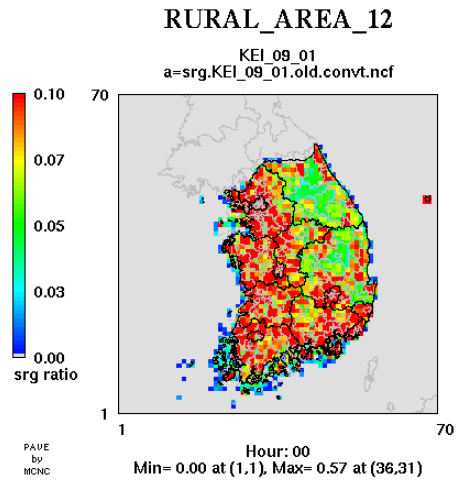 RURAL_AREA_12
KEI_09_01
a=srg.KEI_09_01.old.convt.ncf
0.10
0.07
0.05
0.03
0.00
srg ratio
70
1
1
70
PAVE
by
MCNC
Hour: 00
Min= 0.00 at (1,1), Max= 0.57 at (36,31)